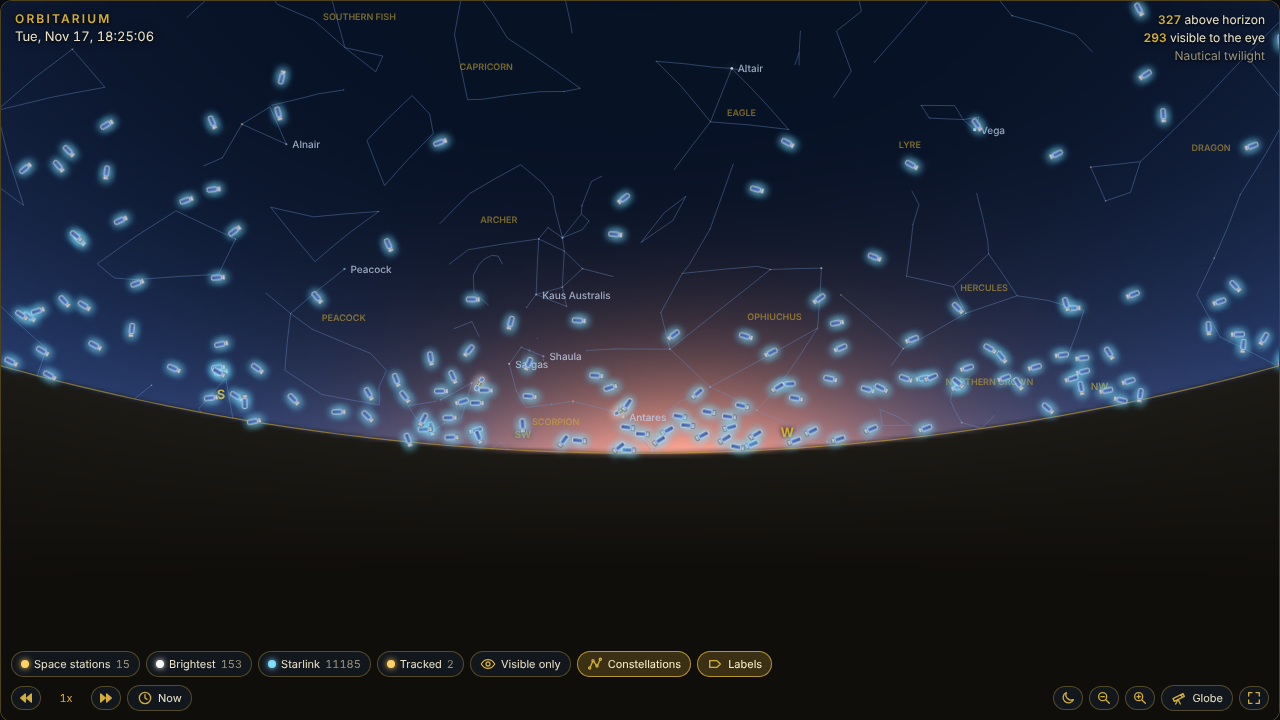 ORBITARIUM
Tue, Nov 17, 18:25:06
327 above horizon
293 visible to the eye
Nautical twilight
SOUTHERN FISH
CAPRICORN
Altair
EAGLE
Alnair
LYRE
Vega
DRAGON
ARCHER
Peacock
Kaus Australis
HERCULES
PEACOCK
OPHIUCHUS
Shaula
Sargas
NORTHERN CROWN
NW
S
SCORPION
Antares
SW
W
Space stations 15
Brightest 153
Starlink 11185
Tracked 2
Visible only
Constellations
Labels
1x
Now
Globe